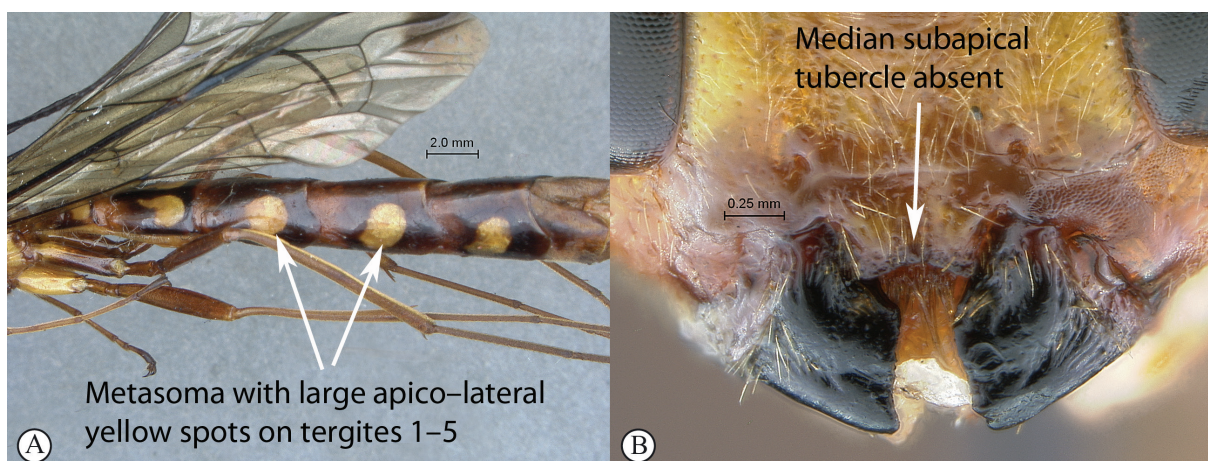 2.0 mm
Metasoma with large apico–lateral
yellow spots on tergites 1–5
A
Median subapical
tubercle absent
0.25 mm
B